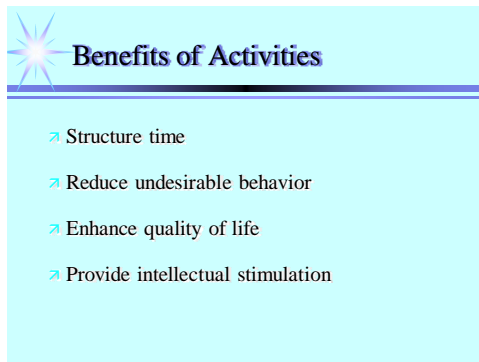 Benefits of Activities
Structure time
Reduce undesirable behavior
Enhance quality of life
Provide intellectual stimulation